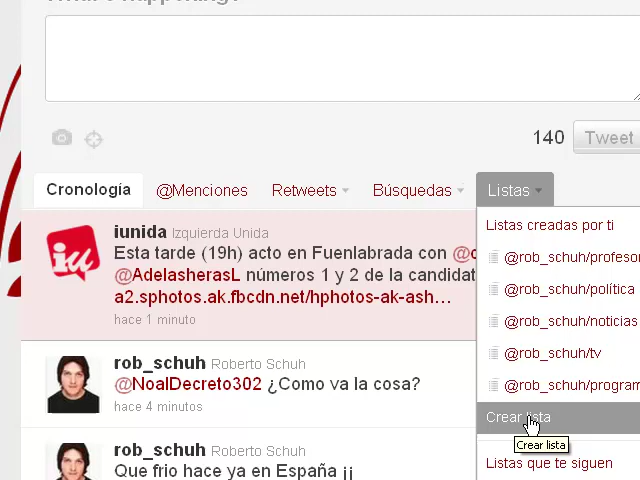 140 Tweet
Cronología @Menciones Retweets Búsquedas Listas
iunida Izquierda Unida
Esta tarde (19h) acto en Fuenlabrada con
@AdelasherasL números 1 y 2 de la candidat
a2.sphotos.ak.fbcdn.net/hphotos-ak-ash...
hace 1 minuto
rob_schuh Roberto Schuh
@NoalDecreto302 ¿Como va la cosa?
hace 4 minutos
rob_schuh Roberto Schuh
Que frio hace ya en España ¡¡
Listas creadas por ti
@rob_schuh/profesor
@rob_schuh/política
@rob_schuh/noticias
@rob_schuh/tv
@rob_schuh/program
Crear lista
Crear lista
Listas que te siguen
iu